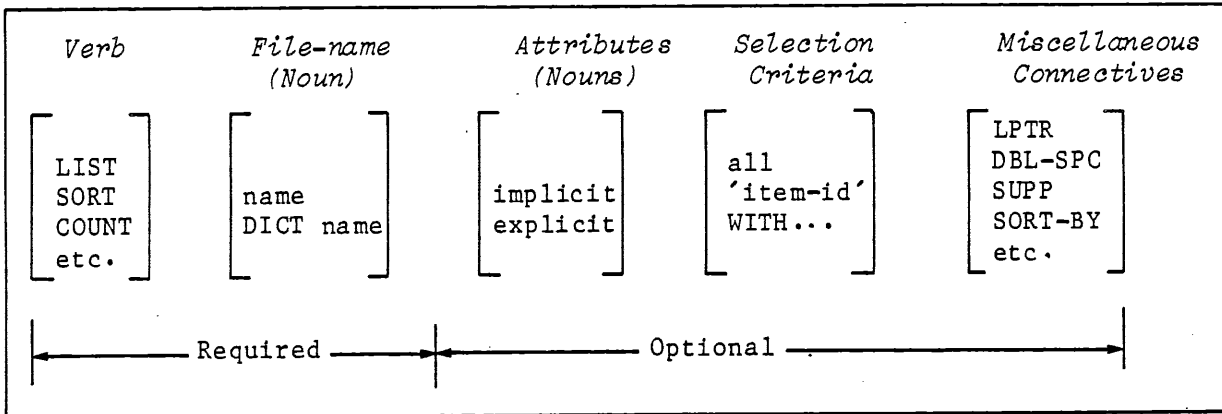 Verb File-name Attributes Selection Miscellaneous
(Noun) (Nouns) Criteria Connectives
LIST
SORT
COUNT
etc.
name
DICT name
implicit
explicit
all
'item-id'
WITH...
LPTR
DBL-SPC
SUPP
SORT-BY
etc.
Required Optional